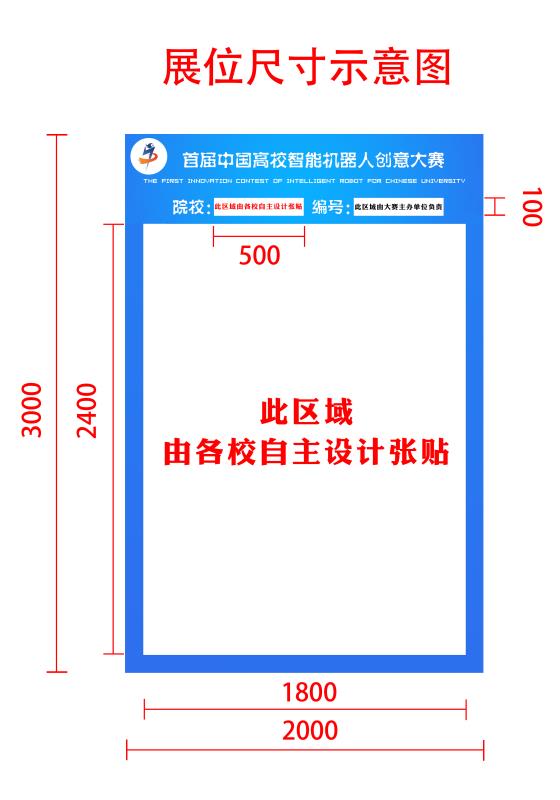 展位尺寸示意图
首届中国高校智能机器人创意大赛
THE FIRST INNOVATION CONTEST OF INTELLIGENT ROBOT FOR CHINESE UNIVERSITY
院校：此区域由各校自主设计张贴 编号：此区域由大赛主办单位负责
100
500
3000
2400
此区域
由各校自主设计张贴
1800
2000